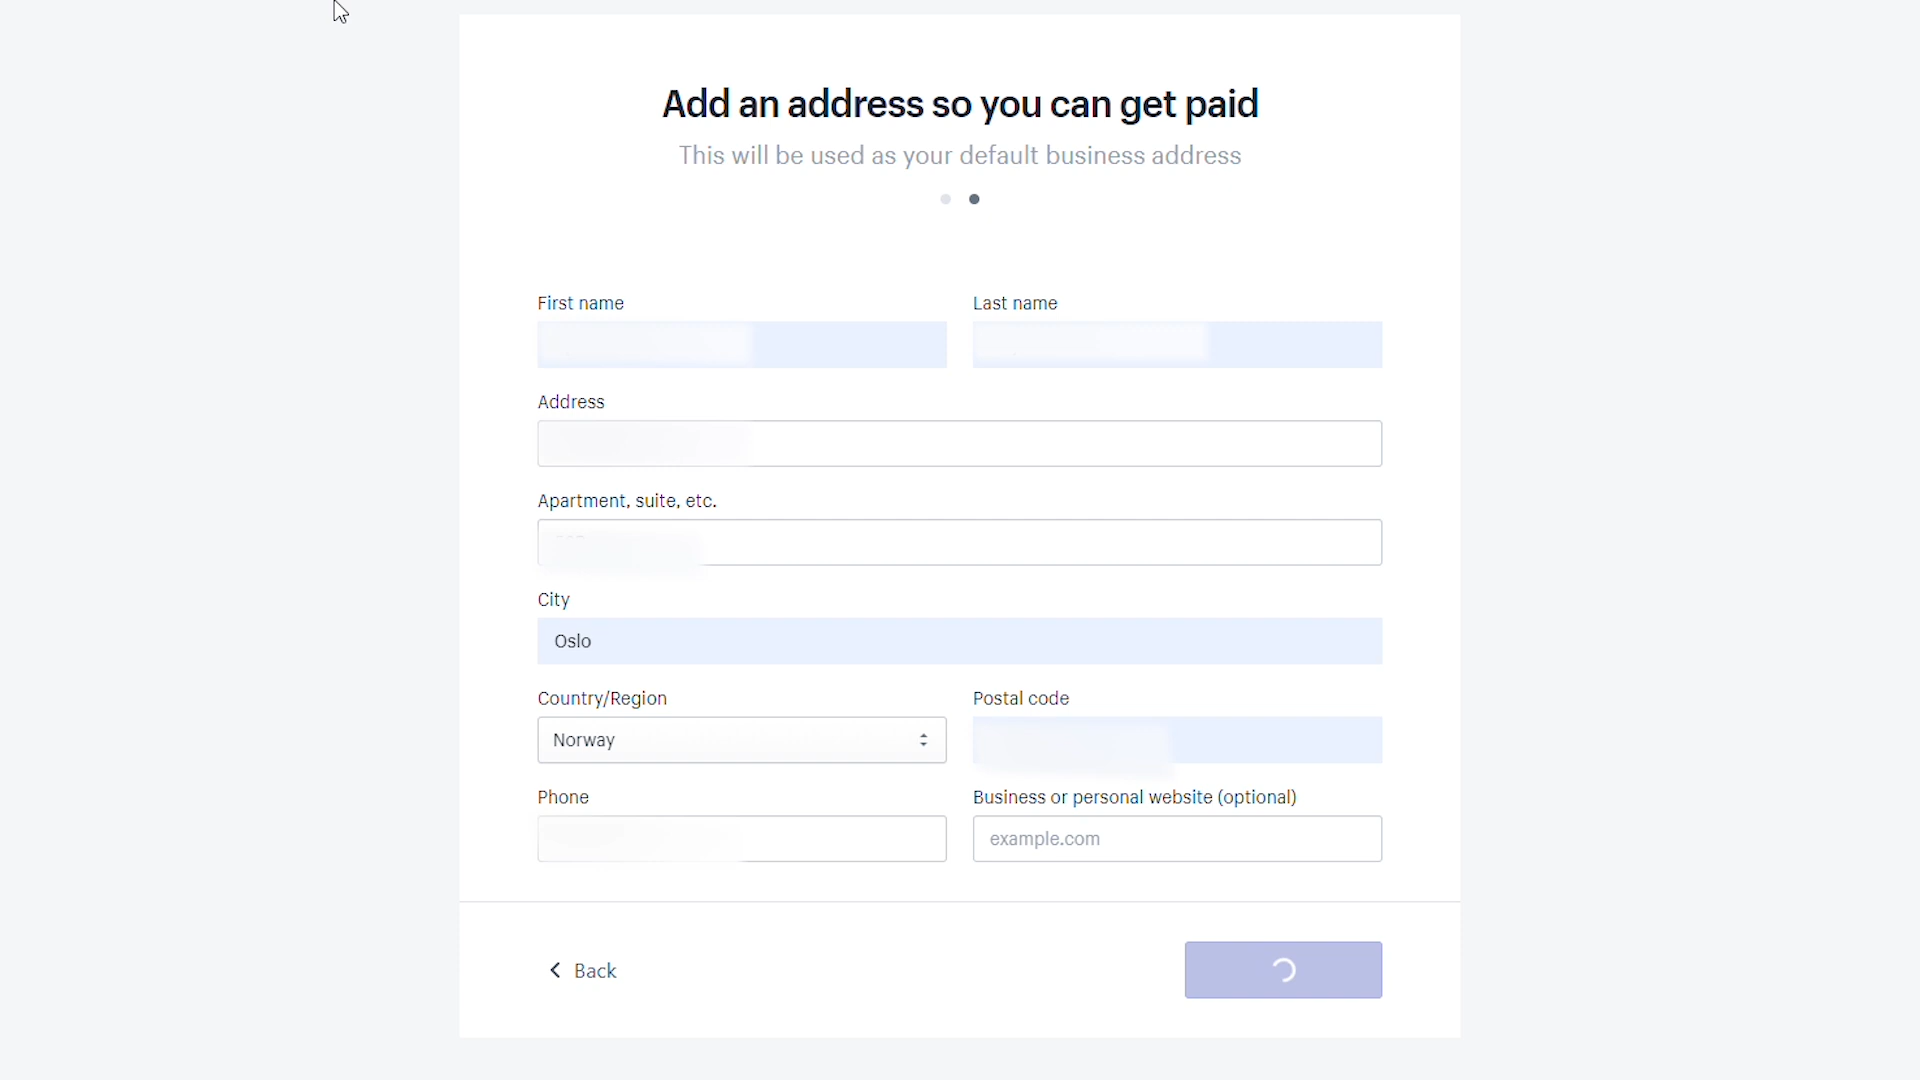 Add an address so you can get paid
This will be used as your default business address
First name
Last name
Address
Apartment, suite, etc.
City
Oslo
Country/Region
Postal code
Norway
Phone
Business or personal website (optional)
example.com
Back